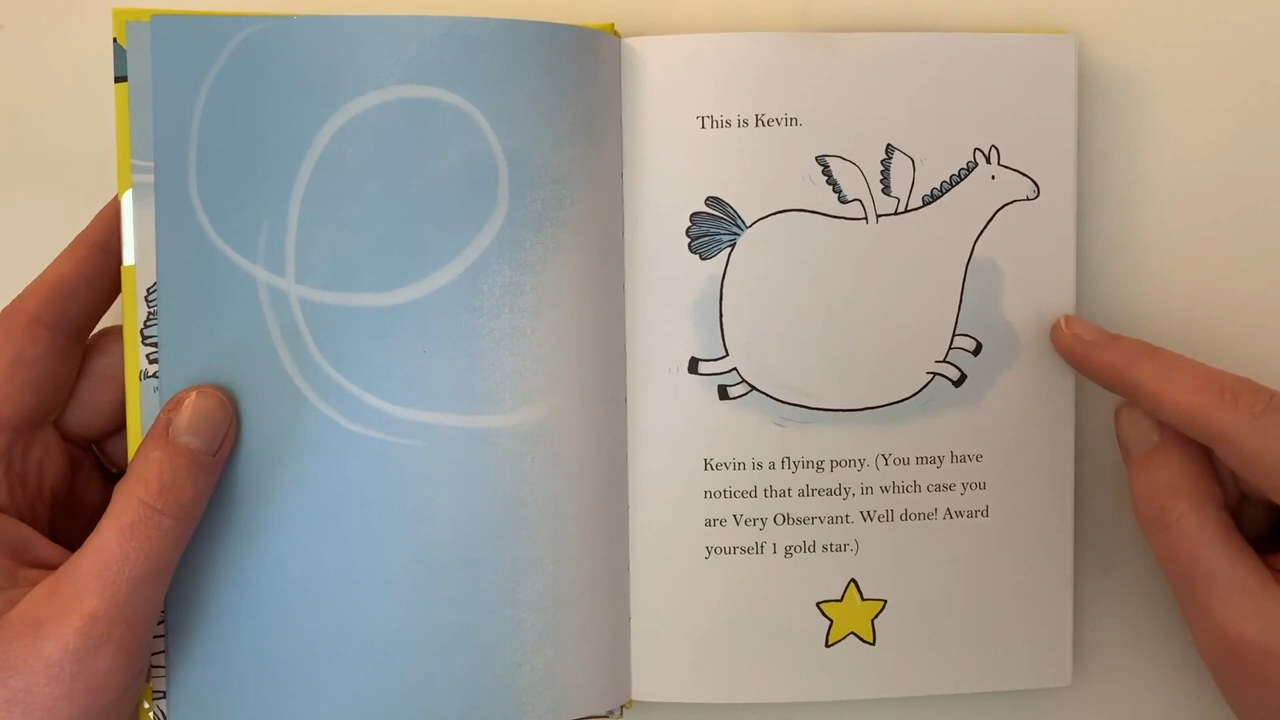 This is Kevin.
Kevin is a flying pony. (You may have
noticed that already, in which case you
are Very Observant. Well done! Award
yourself 1 gold star.)